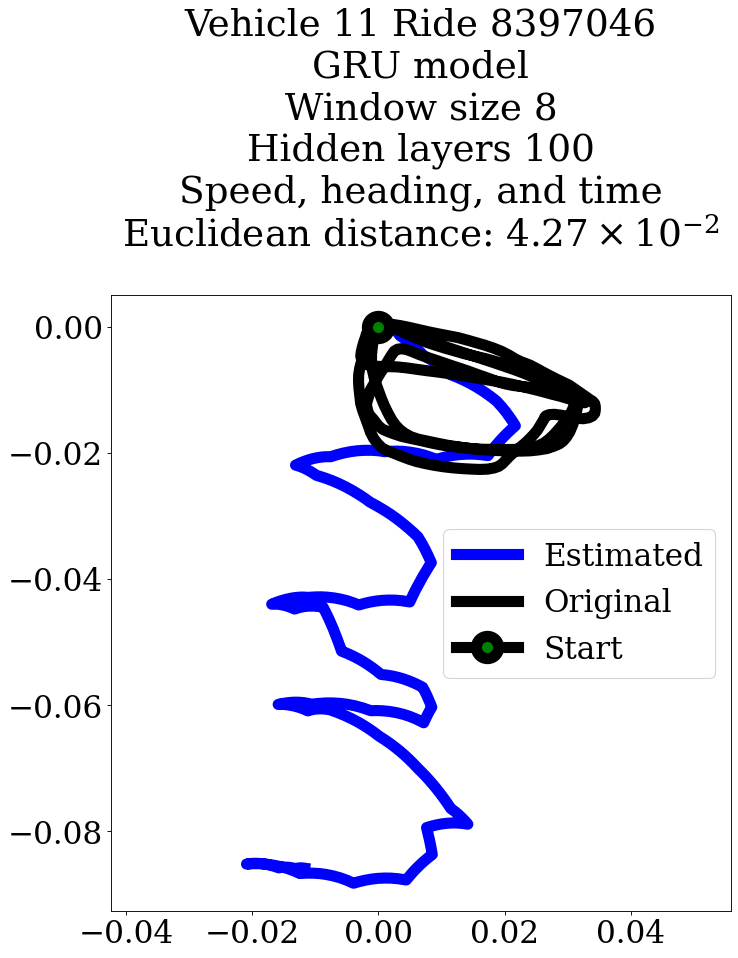 Vehicle 11 Ride 8397046
GRU model
Window size 8
Hidden layers 100
Speed, heading, and time
Euclidean distance: 4.27 × 10⁻²
0.00
−0.02
−0.04
−0.06
−0.08
Estimated
Original
Start
−0.04 −0.02 0.00 0.02 0.04